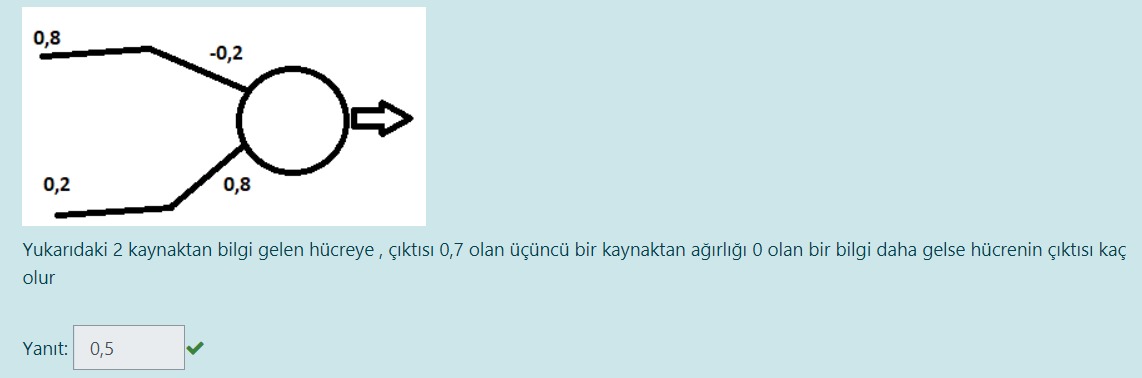 0,8
-0,2
0,2
0,8
Yukarıdaki 2 kaynaktan bilgi gelen hücreye , çıktısı 0,7 olan üçüncü bir kaynaktan ağırlığı 0 olan bir bilgi daha gelse hücrenin çıktısı kaç
olur
Yanıt: 0,5